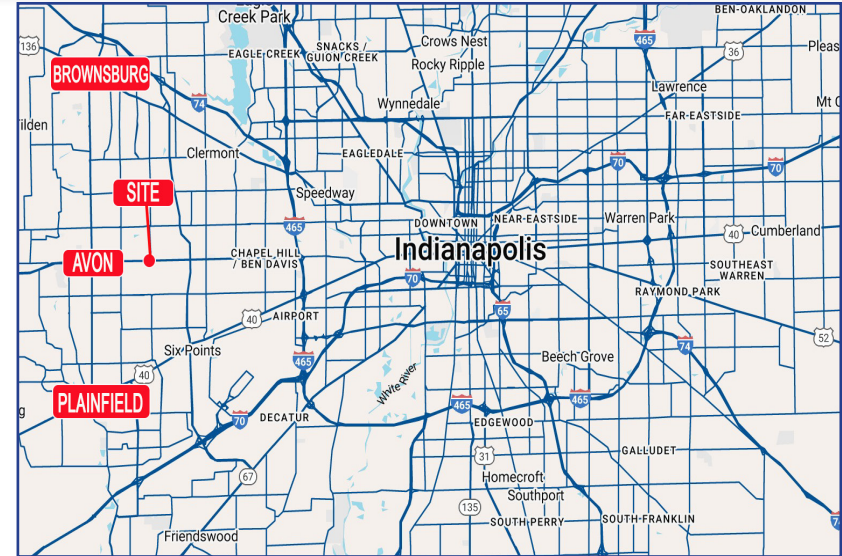 Creek Park
BEN-OAKLANDON
136
EAGLE CREEK
SNACKS /
GUION CREEK
Crows Nest
465
36
Pleas
Rocky Ripple
BROWNSBURG
74
Wynnedale
Lawrence
Mt
ilden
FAR-EASTSIDE
Clermont
EAGLEDALE
70
70
SITE
Speedway
465
DOWNTOWN
NEAR-EASTSIDE
Warren Park
40
Cumberland
AVON
CHAPEL HILL
/ BEN DAVIS
Indianapolis
SOUTHEAST
WARREN
70
RAYMOND PARK
65
40
AIRPORT
52
Six Points
465
Beech Grove
74
40
White River
PLAINFIELD
465
465
g
70
DECATUR
EDGEWOOD
31
GALLUDET
67
Homecroft
Southport
135
SOUTH PERRY
SOUTH FRANKLIN
Friendswood